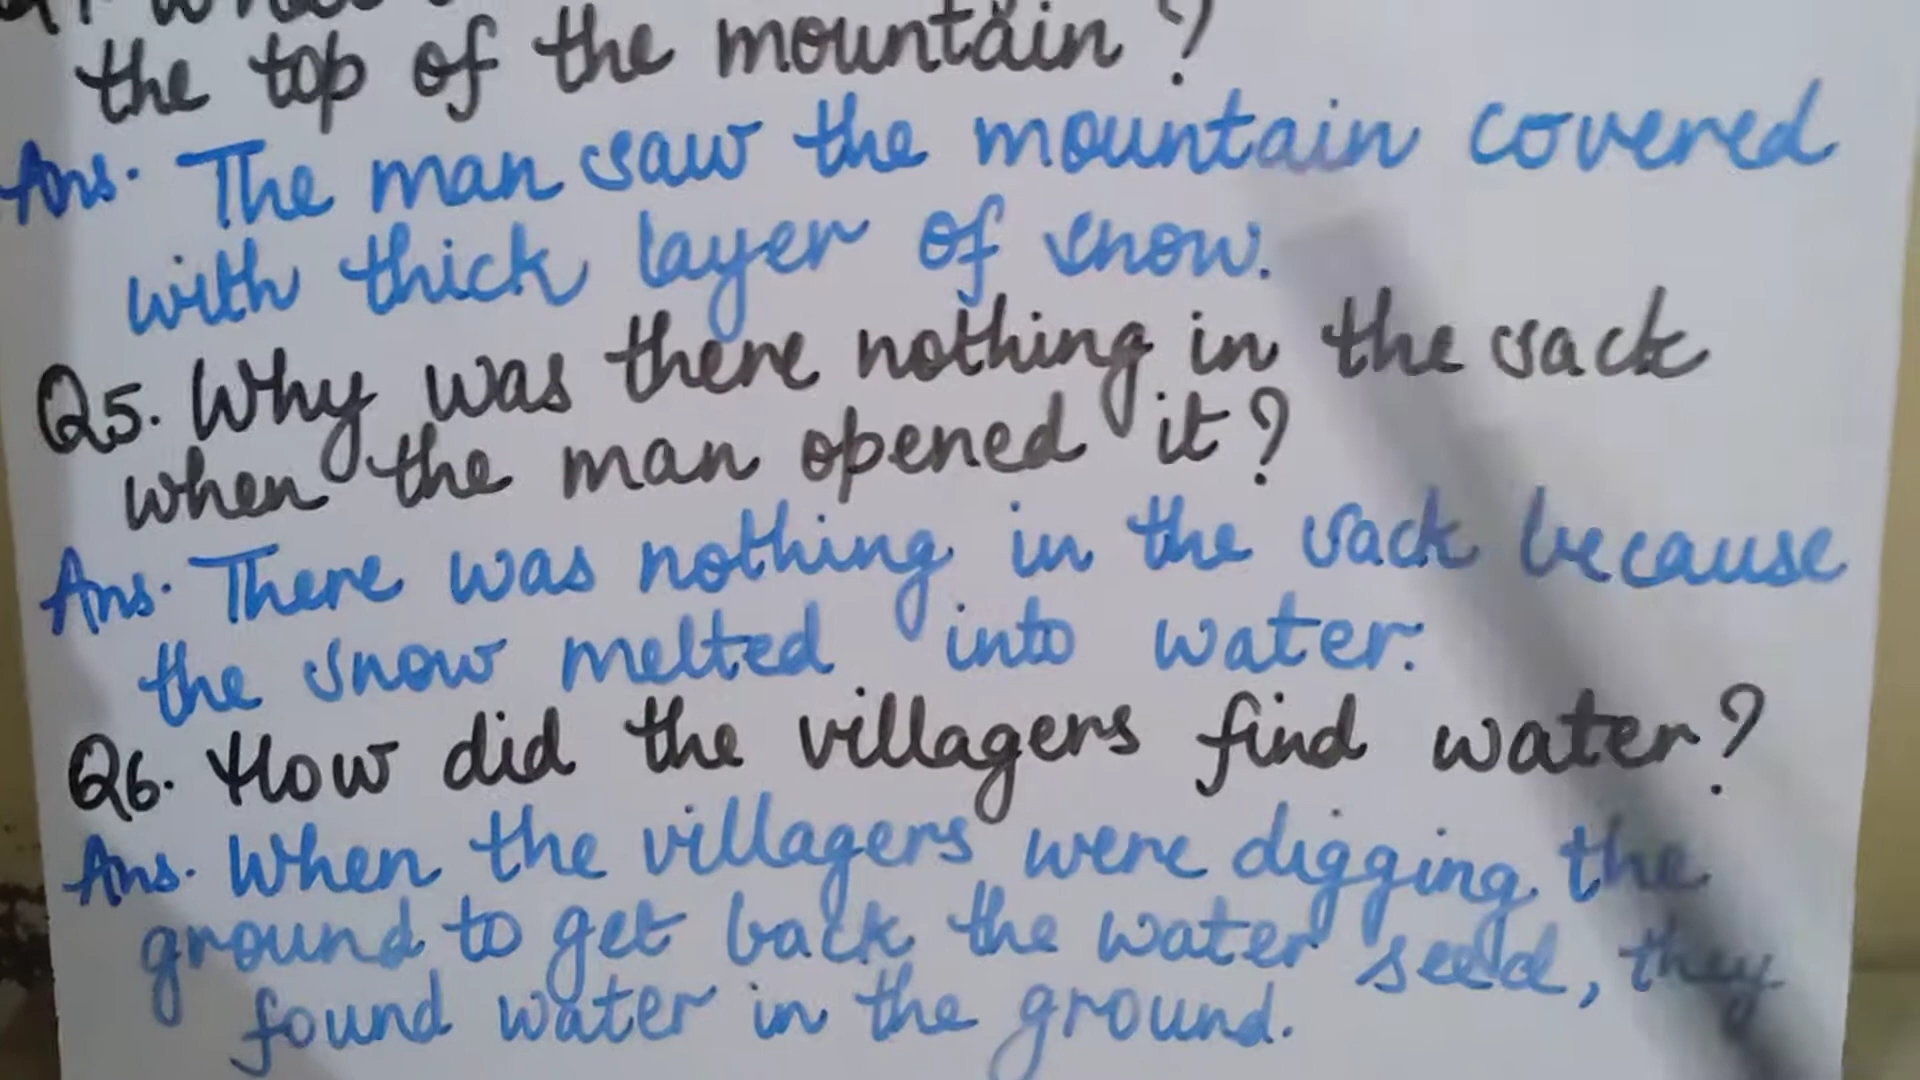 the top of the mountain?
Ans. The man saw the mountain covered
with thick layer of snow.
Q5. Why was there nothing in the sack
when the man opened it?
Ans. There was nothing in the sack because
the snow melted into water.
Q6. How did the villagers find water?
Ans. When the villagers were digging the
ground to get back the water seed, they
found water in the ground.